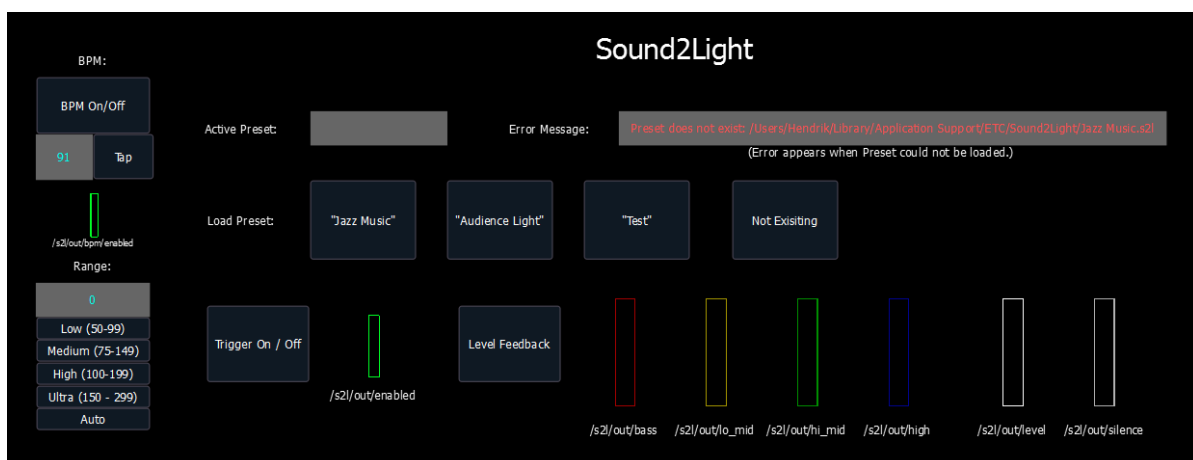 Sound2Light
BPM:
BPM On/Off
91
Tap
/s2l/out/bpm/enabled
Range:
0
Low (50-99)
Medium (75-149)
High (100-199)
Ultra (150 - 299)
Auto
Active Preset:
Error Message:
Preset does not exist: /Users/Hendrik/Library/Application Support/ETC/Sound2Light/Jazz Music.s2l
(Error appears when Preset could not be loaded.)
Load Preset:
"Jazz Music"
"Audience Light"
"Test"
Not Exisiting
Trigger On / Off
/s2l/out/enabled
Level Feedback
/s2l/out/bass
/s2l/out/lo_mid
/s2l/out/hi_mid
/s2l/out/high
/s2l/out/level
/s2l/out/silence